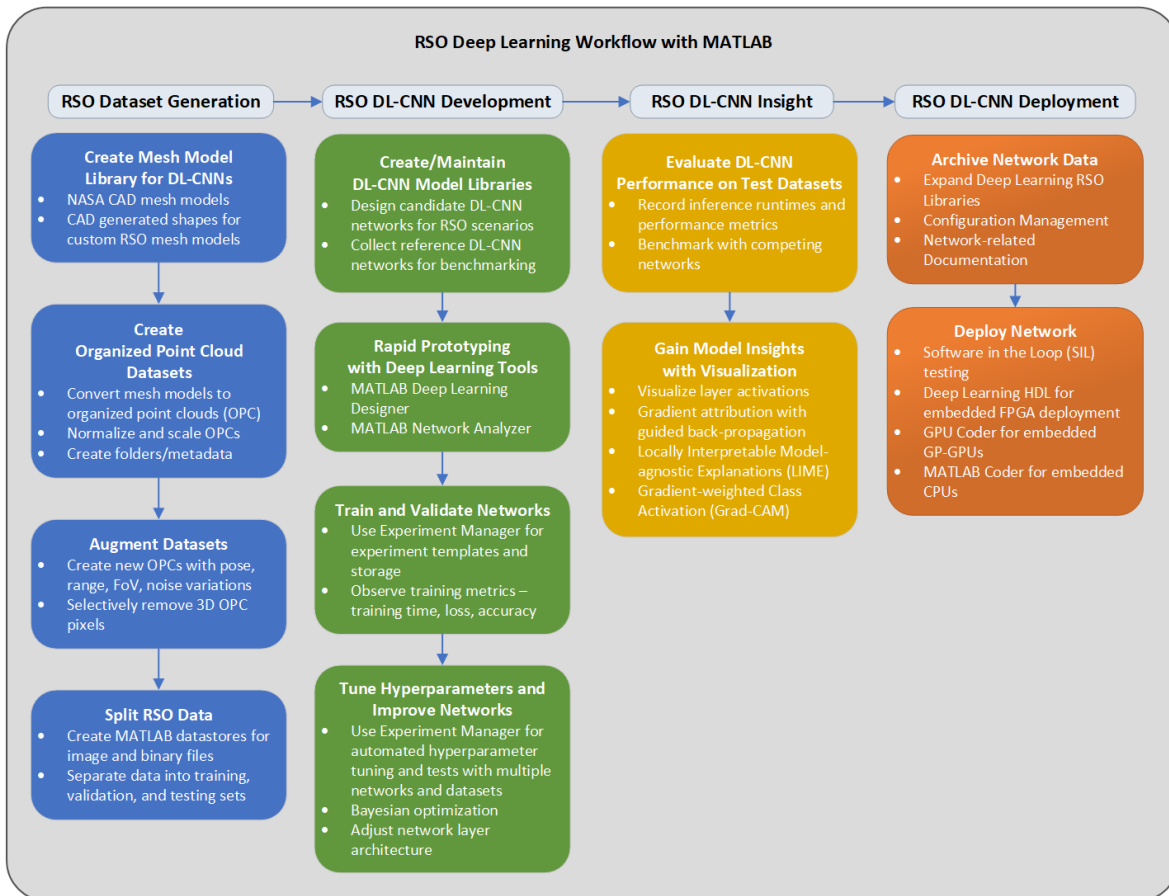 RSO Deep Learning Workflow with MATLAB
RSO Dataset Generation
RSO DL-CNN Development
RSO DL-CNN Insight
RSO DL-CNN Deployment
Create Mesh Model
Library for DL-CNNs
• NASA CAD mesh models
• CAD generated shapes for
custom RSO mesh models
Create
Organized Point Cloud
Datasets
• Convert mesh models to
organized point clouds (OPC)
• Normalize and scale OPCs
• Create folders/metadata
Augment Datasets
• Create new OPCs with pose,
range, FoV, noise variations
• Selectively remove 3D OPC
pixels
Split RSO Data
• Create MATLAB datastores for
image and binary files
• Separate data into training,
validation, and testing sets
Create/Maintain
DL-CNN Model Libraries
• Design candidate DL-CNN
networks for RSO scenarios
• Collect reference DL-CNN
networks for benchmarking
Rapid Prototyping
with Deep Learning Tools
• MATLAB Deep Learning
Designer
• MATLAB Network Analyzer
Train and Validate Networks
• Use Experiment Manager for
experiment templates and
storage
• Observe training metrics –
training time, loss, accuracy
Tune Hyperparameters and
Improve Networks
• Use Experiment Manager for
automated hyperparameter
tuning and tests with multiple
networks and datasets
• Bayesian optimization
• Adjust network layer
architecture
Evaluate DL-CNN
Performance on Test Datasets
• Record inference runtimes and
performance metrics
• Benchmark with competing
networks
Gain Model Insights
with Visualization
• Visualize layer activations
• Gradient attribution with
guided back-propagation
• Locally Interpretable Model-
agnostic Explanations (LIME)
• Gradient-weighted Class
Activation (Grad-CAM)
Archive Network Data
• Expand Deep Learning RSO
Libraries
• Configuration Management
• Network-related
Documentation
Deploy Network
• Software in the Loop (SIL)
testing
• Deep Learning HDL for
embedded FPGA deployment
• GPU Coder for embedded
GP-GPUs
• MATLAB Coder for embedded
CPUs